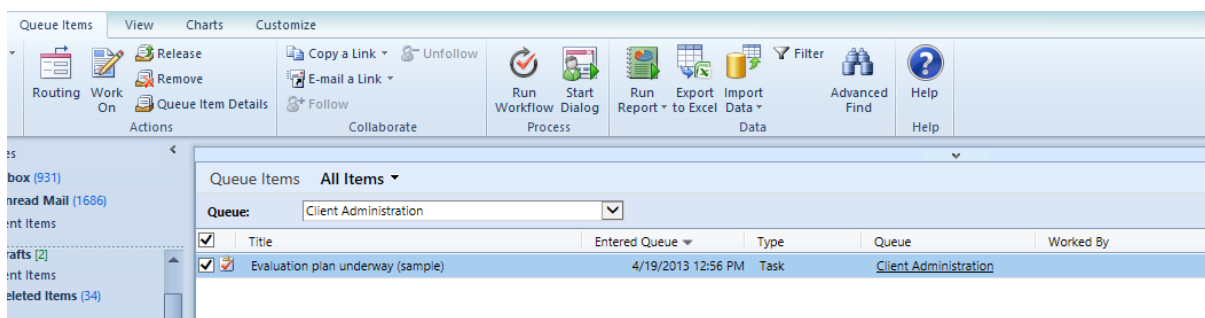 Queue Items View Charts Customize
Release
Copy a Link Unfollow
Filter
Remove
E-mail a Link
Routing Work On
Queue Item Details
Follow
Run Workflow Start Dialog
Run Report Export to Excel Import Data
Advanced Find
Help
Actions Collaborate Process Data Help
es
box (931)
Queue Items All Items
nread Mail (1686)
Queue: Client Administration
ent Items
Title Entered Queue Type Queue Worked By
rafts [2]
Evaluation plan underway (sample) 4/19/2013 12:56 PM Task Client Administration
ent Items
eleted Items (34)